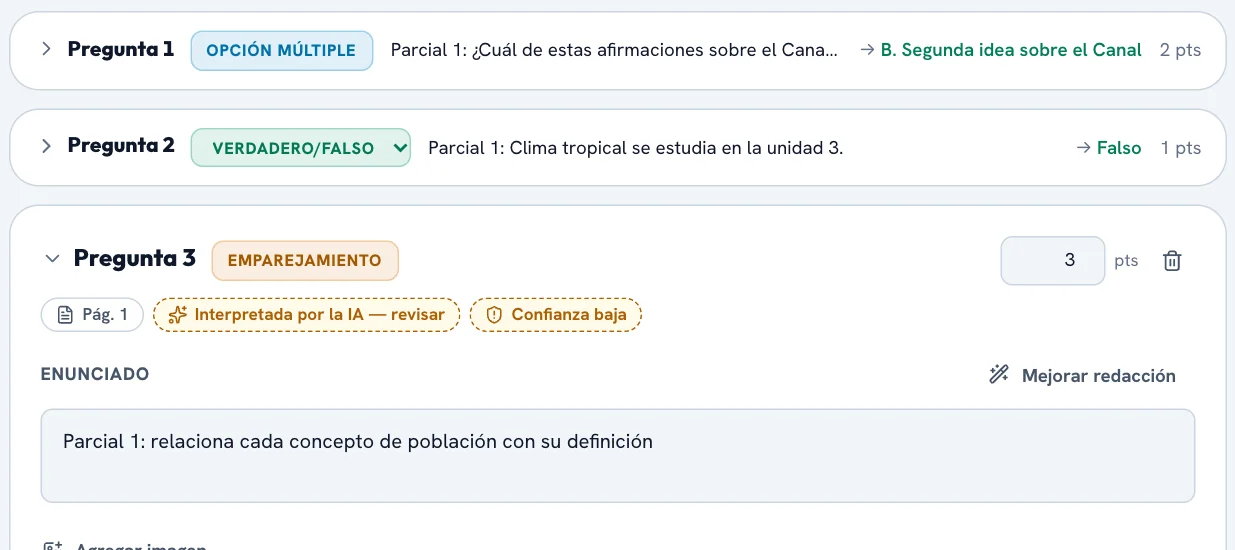 Pregunta 1 OPCIÓN MÚLTIPLE Parcial 1: ¿Cuál de estas afirmaciones sobre el Cana... → B. Segunda idea sobre el Canal 2 pts
Pregunta 2 VERDADERO/FALSO Parcial 1: Clima tropical se estudia en la unidad 3. → Falso 1 pts
Pregunta 3 EMPAREJAMIENTO 3 pts
Pág. 1 Interpretada por la IA — revisar Confianza baja
ENUNCIADO Mejorar redacción
Parcial 1: relaciona cada concepto de población con su definición
Agregar imagen